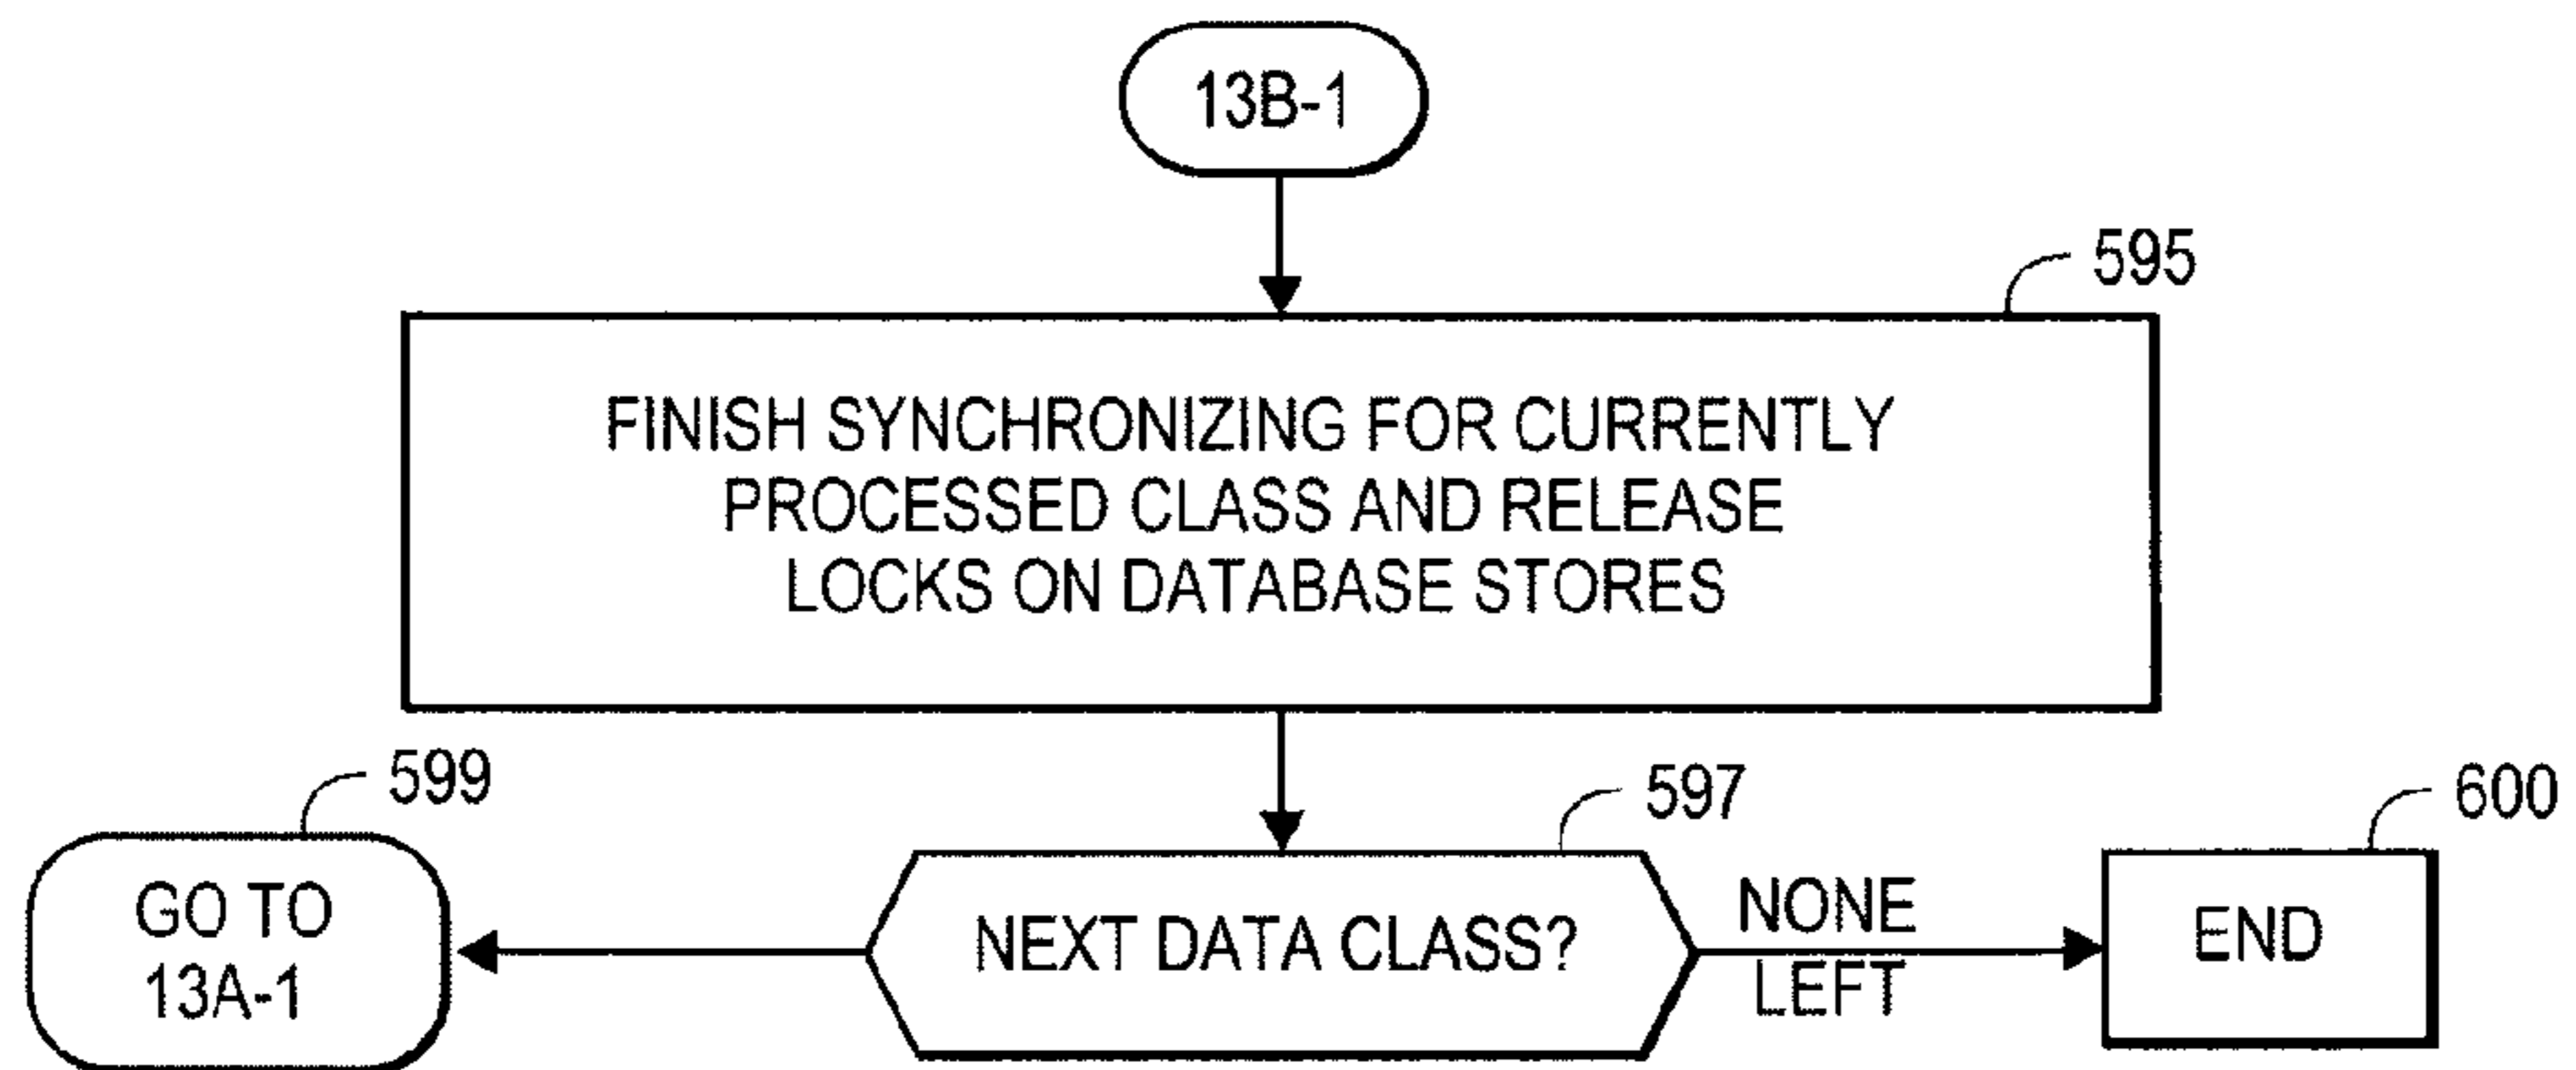 13B-1
595
FINISH SYNCHRONIZING FOR CURRENTLY
PROCESSED CLASS AND RELEASE
LOCKS ON DATABASE STORES
599
597
600
GO TO
13A-1
NEXT DATA CLASS?
NONE
LEFT
END